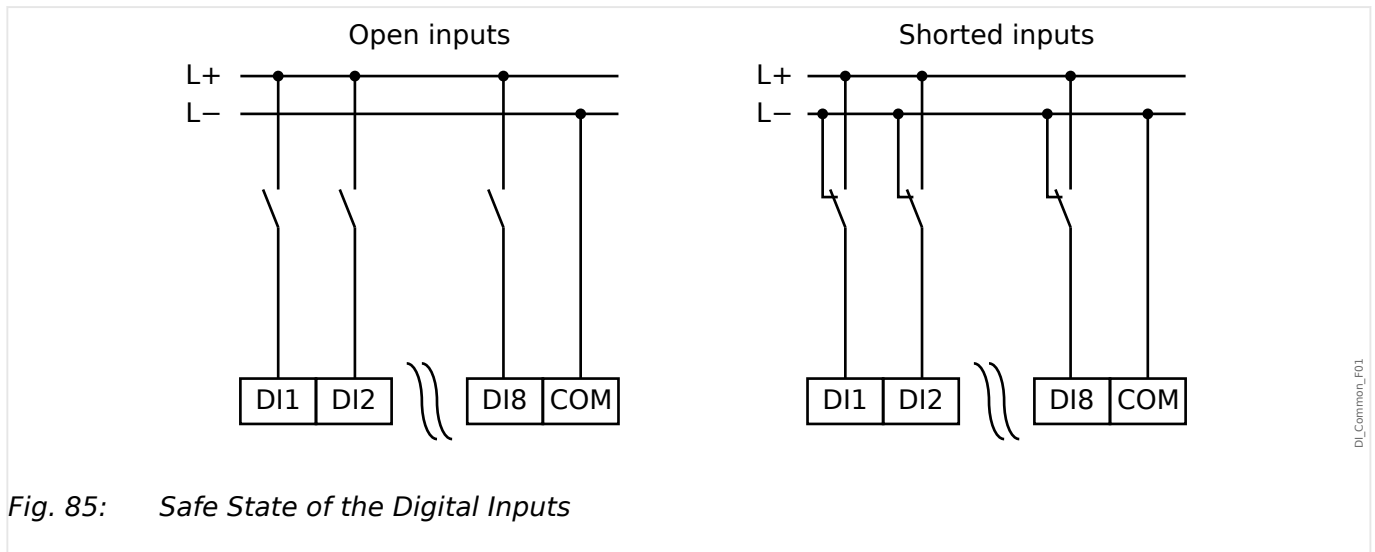 Open inputs
L+
L−
DI1 DI2 DI8 COM
Shorted inputs
L+
L−
DI1 DI2 DI8 COM
DI_Common_F01
Fig. 85: Safe State of the Digital Inputs